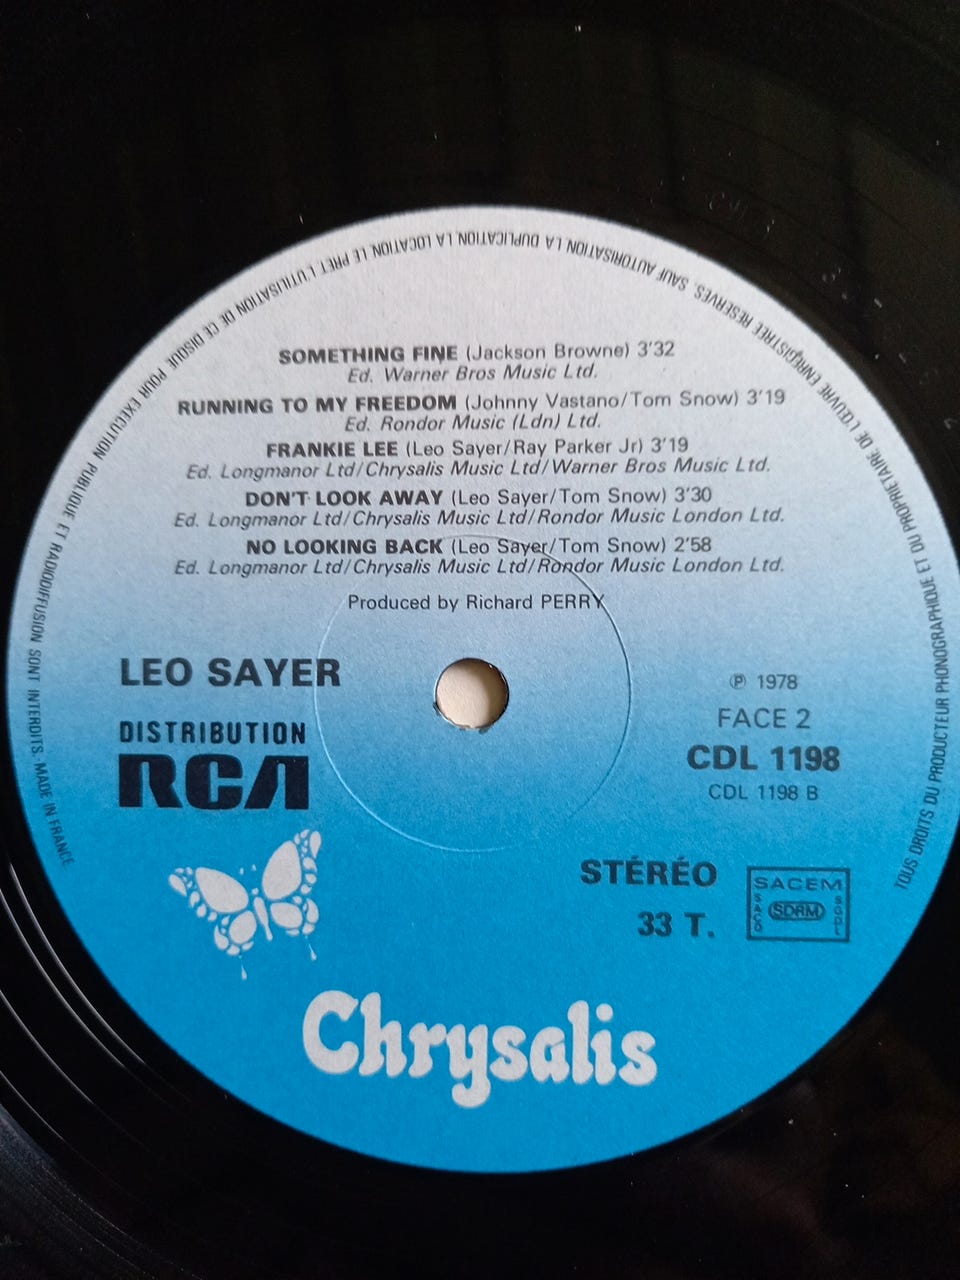 TOUS DROITS DU PRODUCTEUR PHONOGRAPHIQUE ET DU PROPRIETAIRE DE L'ŒUVRE ENREGISTREE RESERVES. SAUF AUTORISATION LA DUPLICATION LA LOCATION, LE PRET, L'UTILISATION DE CE DISQUE POUR EXECUTION PUBLIQUE ET RADIODIFFUSION SONT INTERDITS. MADE IN FRANCE
SOMETHING FINE (Jackson Browne) 3'32
Ed. Warner Bros Music Ltd.
RUNNING TO MY FREEDOM (Johnny Vastano/Tom Snow) 3'19
Ed. Rondor Music (Ldn) Ltd.
FRANKIE LEE (Leo Sayer/Ray Parker Jr) 3'19
Ed. Longmanor Ltd/Chrysalis Music Ltd/Warner Bros Music Ltd.
DON'T LOOK AWAY (Leo Sayer/Tom Snow) 3'30
Ed. Longmanor Ltd/Chrysalis Music Ltd/Rondor Music London Ltd.
NO LOOKING BACK (Leo Sayer/Tom Snow) 2'58
Ed. Longmanor Ltd/Chrysalis Music Ltd/Rondor Music London Ltd.
Produced by Richard PERRY
LEO SAYER
DISTRIBUTION
RCA
℗ 1978
FACE 2
CDL 1198
CDL 1198 B
STÉRÉO
33 T.
SACEM
SACD
SDRM
SGDL
Chrysalis